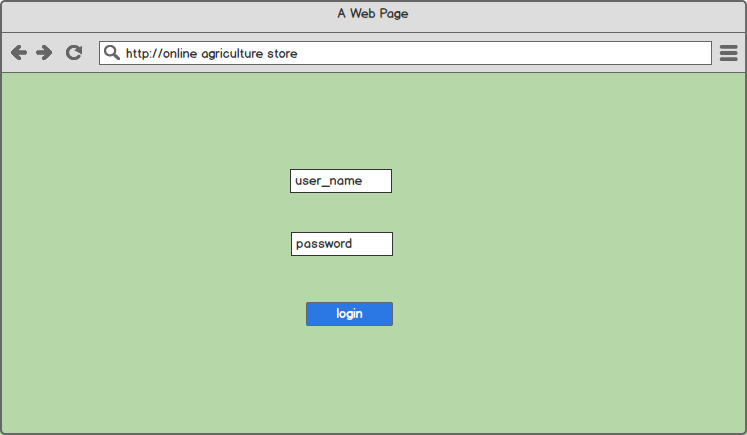 A Web Page
http://online agriculture store
user_name
password
login